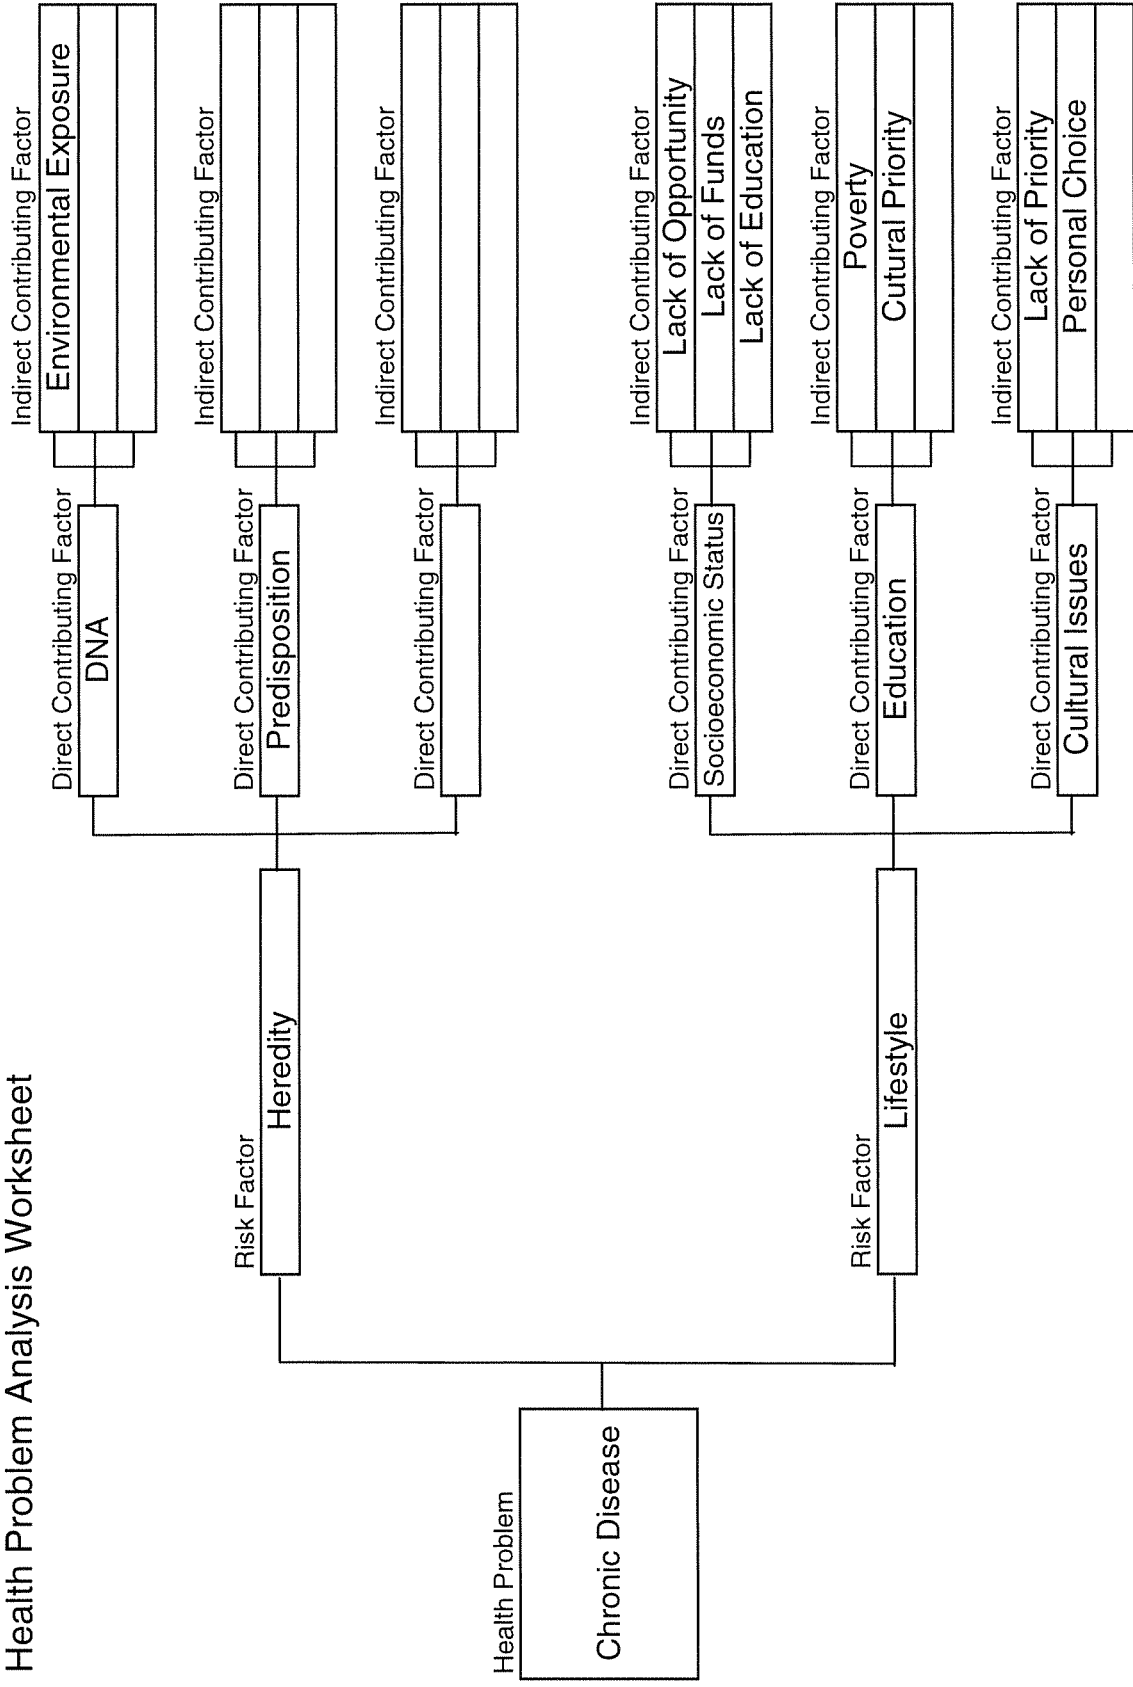 Health Problem Analysis Worksheet
Health Problem
Chronic Disease
Risk Factor
Heredity
Direct Contributing Factor
DNA
Indirect Contributing Factor
Environmental Exposure
Direct Contributing Factor
Predisposition
Indirect Contributing Factor
Direct Contributing Factor
Indirect Contributing Factor
Risk Factor
Lifestyle
Direct Contributing Factor
Socioeconomic Status
Indirect Contributing Factor
Lack of Opportunity
Lack of Funds
Lack of Education
Direct Contributing Factor
Education
Indirect Contributing Factor
Poverty
Cutural Priority
Direct Contributing Factor
Cultural Issues
Indirect Contributing Factor
Lack of Priority
Personal Choice